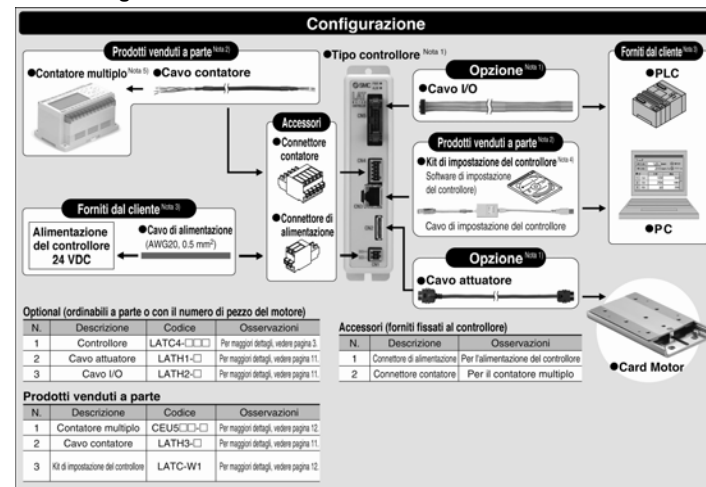 Configurazione
Prodotti venduti a parte Nota 2)
●Contatore multiplo Nota 5) ●Cavo contatore
●Tipo controllore Nota 1)
Opzione Nota 1)
●Cavo I/O
Forniti dal cliente Nota 3)
●PLC
●PC
Accessori
●Connettore
contatore
●Connettore di
alimentazione
Prodotti venduti a parte Nota 2)
●Kit di impostazione del controllore Nota 4)
Software di impostazione
del controllore)
Cavo di impostazione del controllore
Forniti dal cliente Nota 3)
Alimentazione
del controllore
24 VDC
●Cavo di alimentazione
(AWG20, 0.5 mm²)
SMC
CN5
CN4
CN3
CN2
CN1
Opzione Nota 1)
●Cavo attuatore
●Card Motor
Optional (ordinabili a parte o con il numero di pezzo del motore)
N. Descrizione Codice Osservazioni
1 Controllore LATC4-□□□ Per maggiori dettagli, vedere pagina 3.
2 Cavo attuatore LATH1-□ Per maggiori dettagli, vedere pagina 11.
3 Cavo I/O LATH2-□ Per maggiori dettagli, vedere pagina 11.
Accessori (forniti fissati al controllore)
N. Descrizione Osservazioni
1 Connettore di alimentazione Per l'alimentazione del controllore
2 Connettore contatore Per il contatore multiplo
Prodotti venduti a parte
N. Descrizione Codice Osservazioni
1 Contatore multiplo CEU5□□-□ Per maggiori dettagli, vedere pagina 12.
2 Cavo contatore LATH3-□ Per maggiori dettagli, vedere pagina 11.
3 Kit di impostazione del controllore LATC-W1 Per maggiori dettagli, vedere pagina 12.